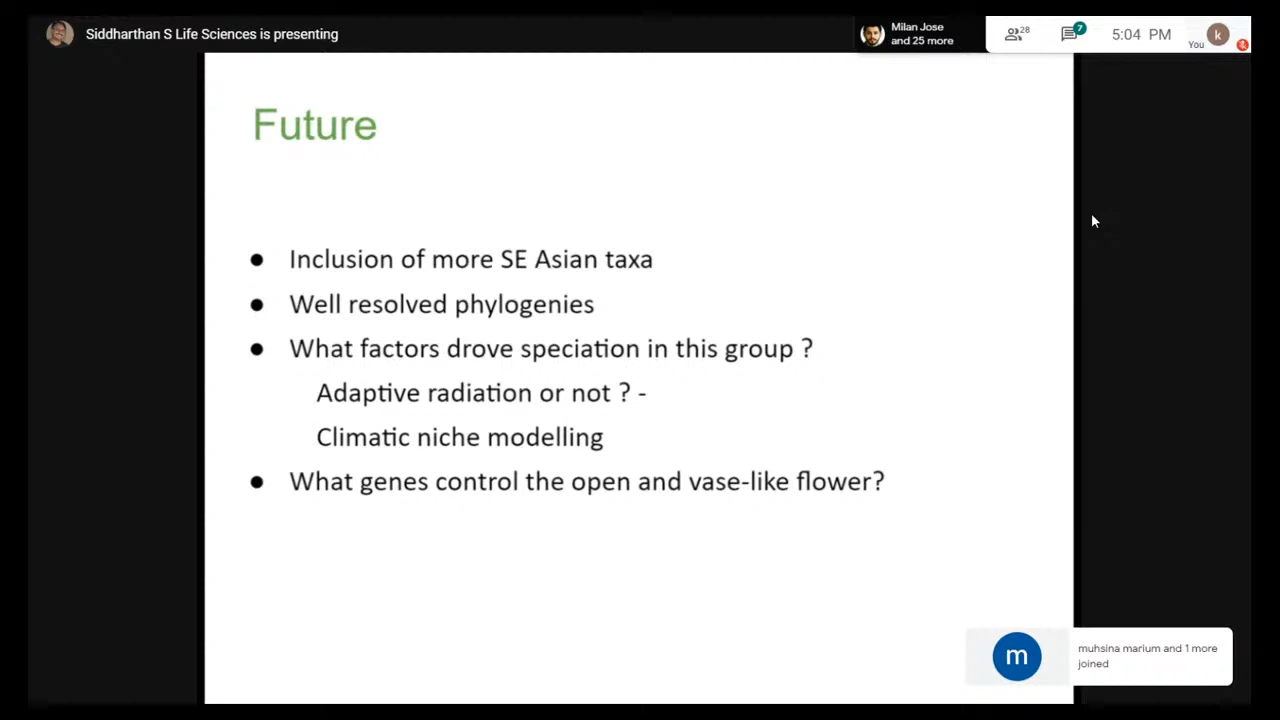 Siddharthan S Life Sciences is presenting
Milan Jose
and 25 more
28
7
5:04 PM
You
k
Future
● Inclusion of more SE Asian taxa
● Well resolved phylogenies
● What factors drove speciation in this group ?
Adaptive radiation or not ? -
Climatic niche modelling
● What genes control the open and vase-like flower?
m
muhsina marium and 1 more
joined